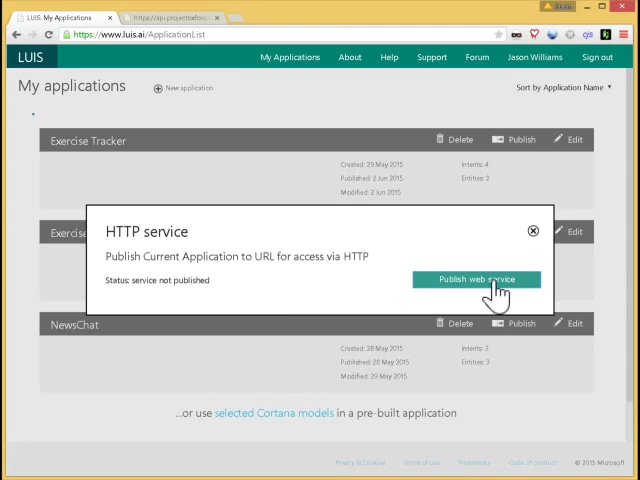 LUIS: My Applications
https://www.luis.ai/ApplicationList
LUIS
My Applications About Help Support Forum Jason Williams Sign out
My applications New application Sort by Application Name
Exercise Tracker Delete Publish Edit
Created: 29 May 2015 Intents: 4
Published: 2 Jun 2015 Entities: 2
Modified: 2 Jun 2015
Exercise Edit
HTTP service
Publish Current Application to URL for access via HTTP
Status: service not published Publish web service
NewsChat Delete Publish Edit
Created: 28 May 2015 Intents: 3
Published: 28 May 2015 Entities: 3
Modified: 29 May 2015
...or use selected Cortana models in a pre-built application
Privacy & Cookies Terms of use Trademarks Code of conduct © 2015 Microsoft